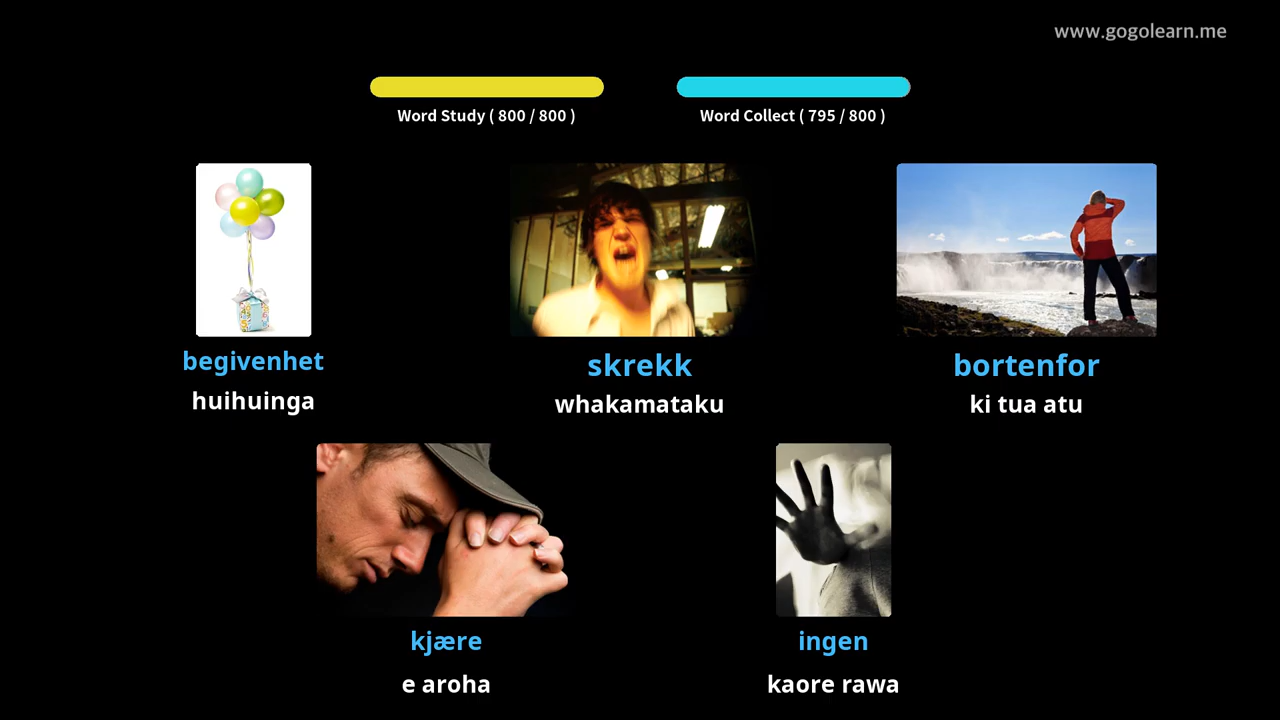 www.gogolearn.me
Word Study ( 800 / 800 )
Word Collect ( 795 / 800 )
begivenhet
huihuinga
skrekk
whakamataku
bortenfor
ki tua atu
kjære
e aroha
ingen
kaore rawa